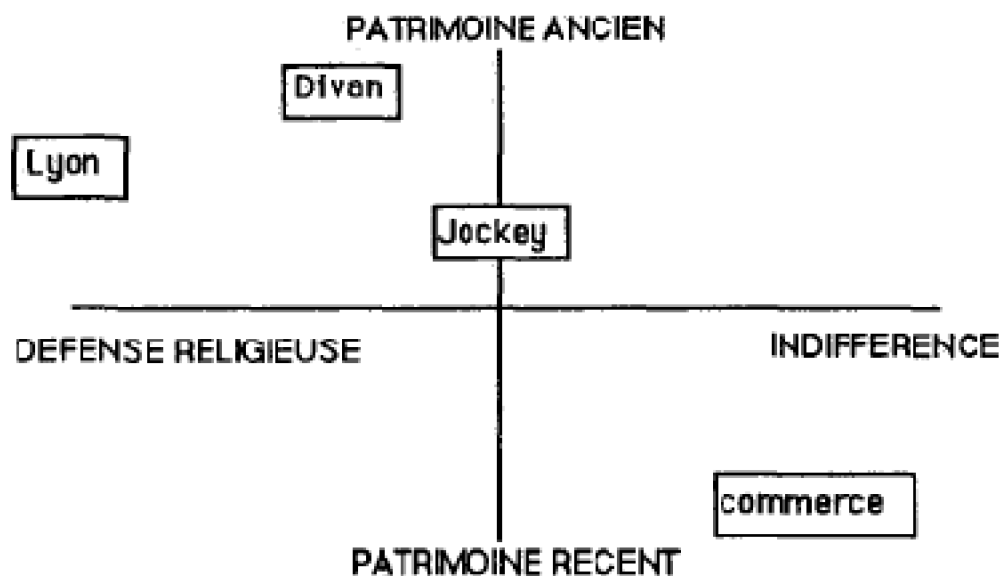 PATRIMOINE ANCIEN
Divan
Lyon
Jockey
DEFENSE RELIGIEUSE
INDIFFERENCE
commerce
PATRIMOINE RECENT